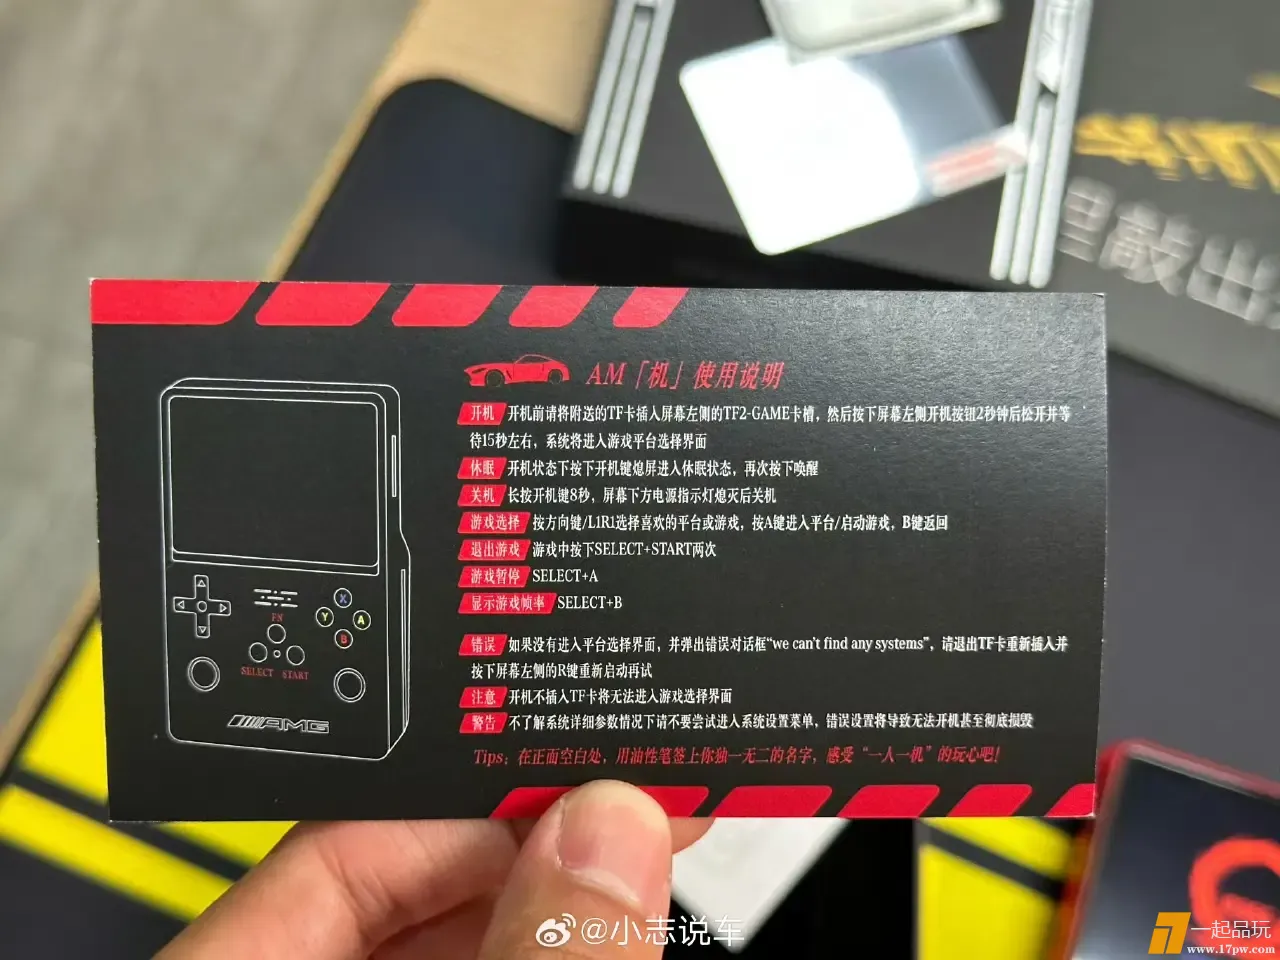 里敲出
AM「机」使用说明
开机 开机前请将附送的TF卡插入屏幕左侧的TF2-GAME卡槽，然后按下屏幕左侧开机按钮2秒钟后松开并等
待15秒左右，系统将进入游戏平台选择界面
休眠 开机状态下按下开机键熄屏进入休眠状态，再次按下唤醒
关机 长按开机键8秒，屏幕下方电源指示灯熄灭后关机
游戏选择 按方向键/L1R1选择喜欢的平台或游戏，按A键进入平台/启动游戏，B键返回
退出游戏 游戏中按下SELECT+START两次
游戏暂停 SELECT+A
显示游戏帧率 SELECT+B
错误 如果没有进入平台选择界面，并弹出错误对话框“we can't find any systems”，请退出TF卡重新插入并
按下屏幕左侧的R键重新启动再试
注意 开机不插入TF卡将无法进入游戏选择界面
警告 不了解系统详细参数情况下请不要尝试进入系统设置菜单，错误设置将导致无法开机甚至彻底损毁
Tips：在正面空白处，用油性笔签上你独一无二的名字，感受“一人一机”的玩心吧！
X
Y A
B
FN
SELECT START
AMG
@小志说车
一起品玩
www.17pw.com